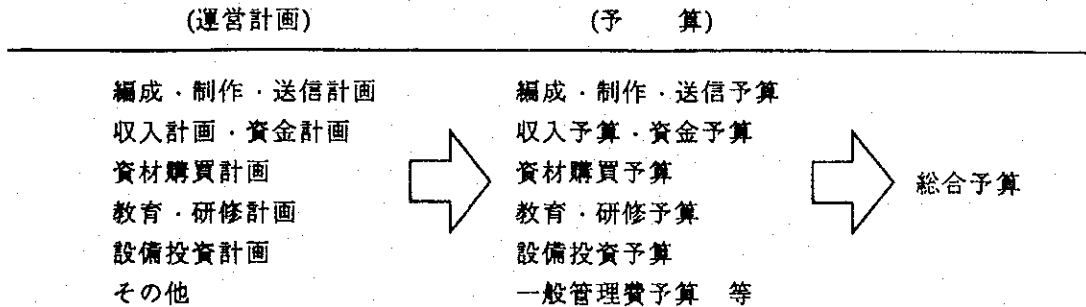 (運営計画) (予 算)
編成・制作・送信計画 編成・制作・送信予算
収入計画・資金計画 収入予算・資金予算
資材購買計画 資材購買予算
総合予算
教育・研修計画 教育・研修予算
設備投資計画 設備投資予算
その他 一般管理費予算 等